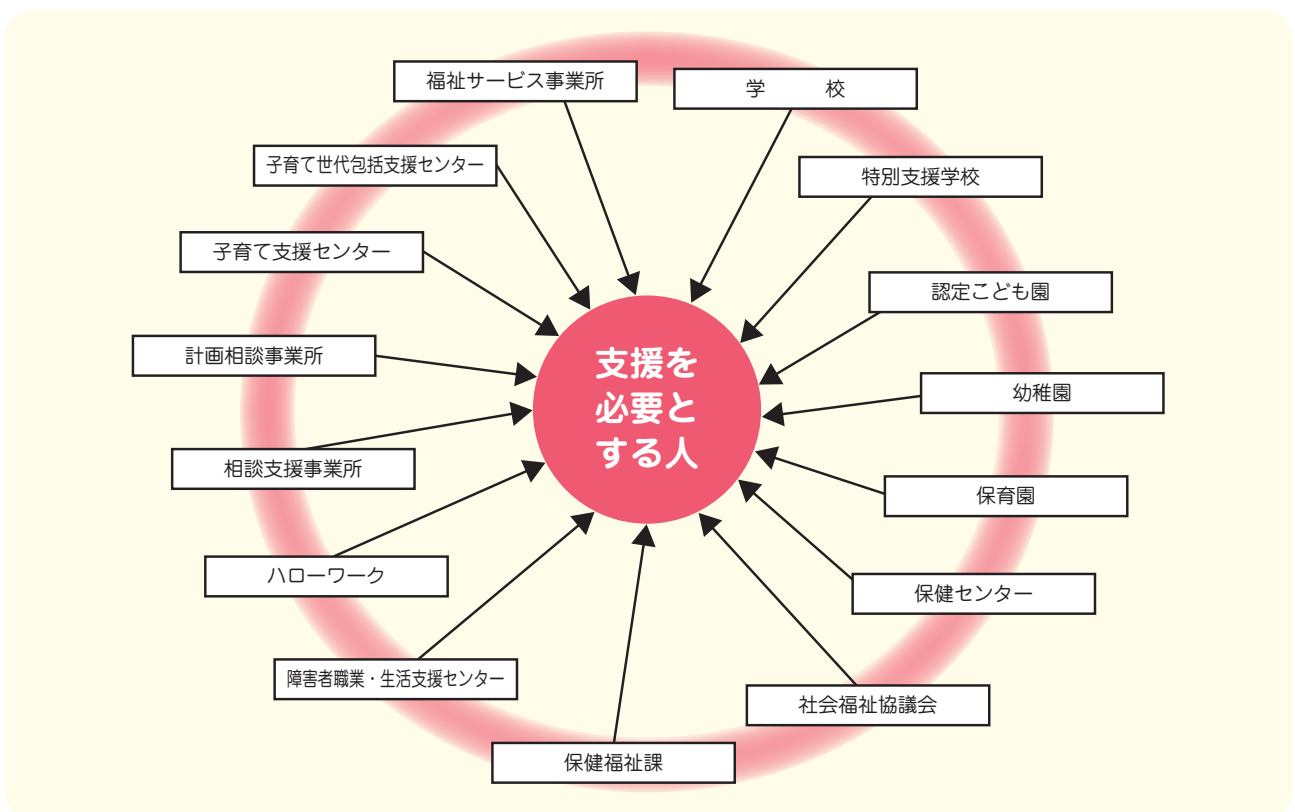 福祉サービス事業所
学　　校
子育て世代包括支援センター
特別支援学校
子育て支援センター
認定こども園
計画相談事業所
支援を
必要と
する人
幼稚園
相談支援事業所
保育園
ハローワーク
保健センター
障害者職業・生活支援センター
社会福祉協議会
保健福祉課